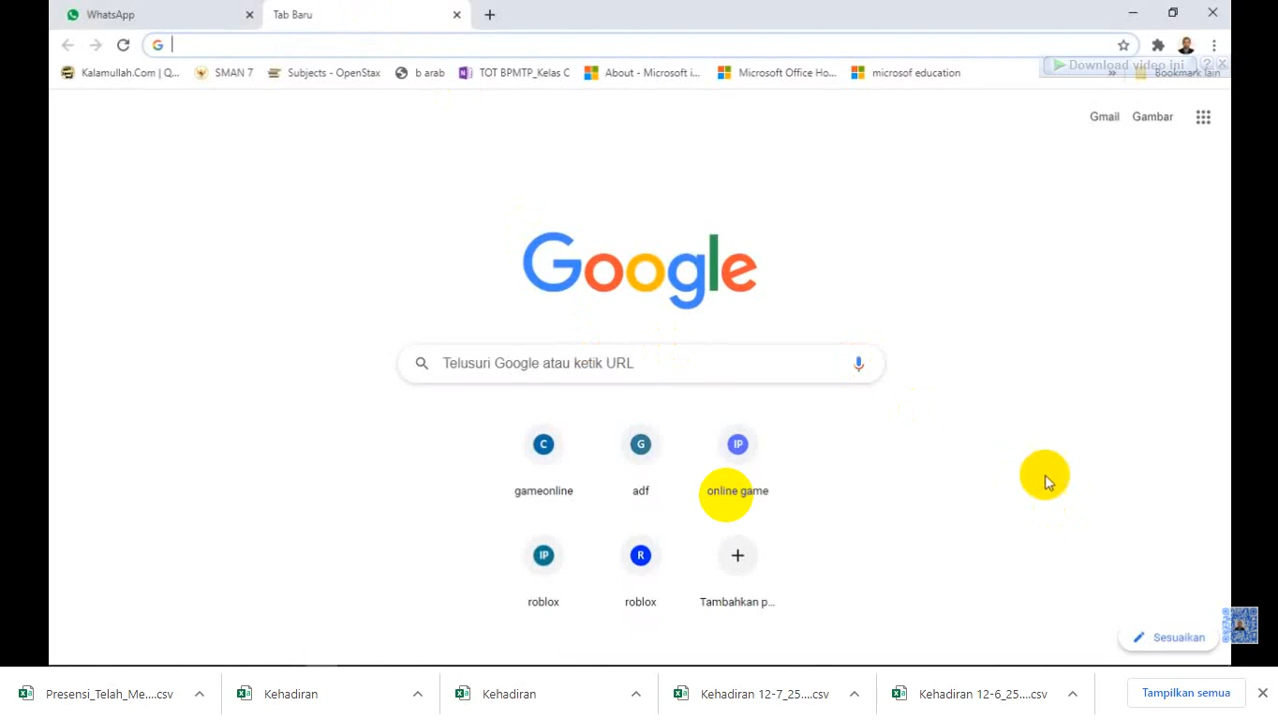 WhatsApp
Tab Baru
Kalamullah.Com | Q...
SMAN 7
Subjects - OpenStax
b arab
TOT BPMTP_Kelas C
About - Microsoft i...
Microsoft Office Ho...
microsof education
Download video ini
?
»
Bookmark lain
Gmail
Gambar
Google
Telusuri Google atau ketik URL
C
G
IP
gameonline
adf
online game
IP
R
roblox
roblox
Tambahkan p...
Sesuaikan
Presensi_Telah_Me....csv
Kehadiran
Kehadiran
Kehadiran 12-7_25....csv
Kehadiran 12-6_25....csv
Tampilkan semua